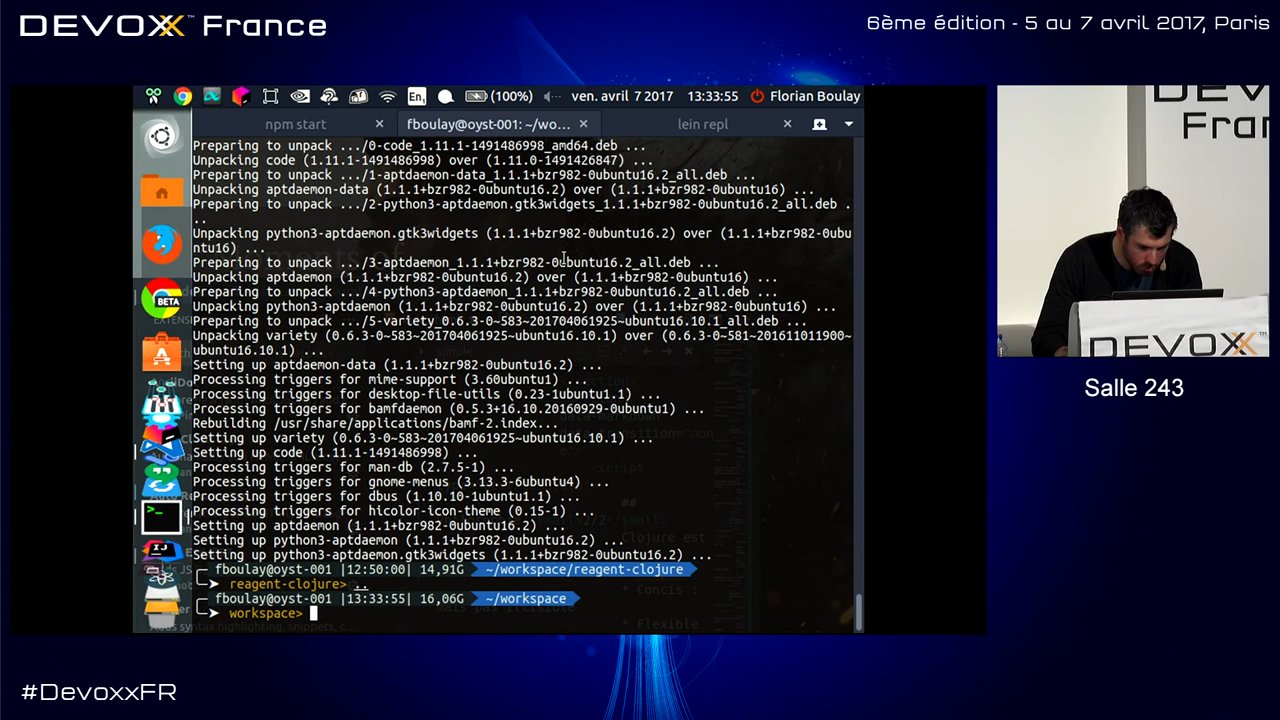 DEVOXX™ France
6ème édition - 5 au 7 avril 2017, Paris
En1
(100%)
ven. avril 7 2017
13:33:55
Florian Boulay
npm start
fboulay@oyst-001: ~/wo...
lein repl
Preparing to unpack .../0-code_1.11.1-1491486998_amd64.deb ...
Unpacking code (1.11.1-1491486998) over (1.11.0-1491426847) ...
Preparing to unpack .../1-aptdaemon-data_1.1.1+bzr982-0ubuntu16.2_all.deb ...
Unpacking aptdaemon-data (1.1.1+bzr982-0ubuntu16.2) over (1.1.1+bzr982-0ubuntu16) ...
Preparing to unpack .../2-python3-aptdaemon.gtk3widgets_1.1.1+bzr982-0ubuntu16.2_all.deb .
..
Unpacking python3-aptdaemon.gtk3widgets (1.1.1+bzr982-0ubuntu16.2) over (1.1.1+bzr982-0ubu
ntu16) ...
Preparing to unpack .../3-aptdaemon_1.1.1+bzr982-0ubuntu16.2_all.deb ...
Unpacking aptdaemon (1.1.1+bzr982-0ubuntu16.2) over (1.1.1+bzr982-0ubuntu16) ...
Preparing to unpack .../4-python3-aptdaemon_1.1.1+bzr982-0ubuntu16.2_all.deb ...
Unpacking python3-aptdaemon (1.1.1+bzr982-0ubuntu16.2) over (1.1.1+bzr982-0ubuntu16) ...
Preparing to unpack .../5-variety_0.6.3-0~583~201704061925~ubuntu16.10.1_all.deb ...
Unpacking variety (0.6.3-0~583~201704061925~ubuntu16.10.1) over (0.6.3-0~581~201611011900~
ubuntu16.10.1) ...
Setting up aptdaemon-data (1.1.1+bzr982-0ubuntu16.2) ...
Processing triggers for mime-support (3.60ubuntu1) ...
Processing triggers for desktop-file-utils (0.23-1ubuntu1.1) ...
Processing triggers for bamfdaemon (0.5.3+16.10.20160929-0ubuntu1) ...
Rebuilding /usr/share/applications/bamf-2.index...
Setting up variety (0.6.3-0~583~201704061925~ubuntu16.10.1) ...
Setting up code (1.11.1-1491486998) ...
Processing triggers for man-db (2.7.5-1) ...
Processing triggers for gnome-menus (3.13.3-6ubuntu4) ...
Processing triggers for dbus (1.10.10-1ubuntu1.1) ...
Processing triggers for hicolor-icon-theme (0.15-1) ...
Setting up aptdaemon (1.1.1+bzr982-0ubuntu16.2) ...
Setting up python3-aptdaemon (1.1.1+bzr982-0ubuntu16.2) ...
Setting up python3-aptdaemon.gtk3widgets (1.1.1+bzr982-0ubuntu16.2) ...
fboulay@oyst-001 |12:50:00| 14,91G ~/workspace/reagent-clojure
reagent-clojure> ..
fboulay@oyst-001 |13:33:55| 16,06G ~/workspace
workspace>
BETA
<script
##
Clojure est
* Concis :
* Flexible
DEVOXX
Salle 243
#DevoxxFR